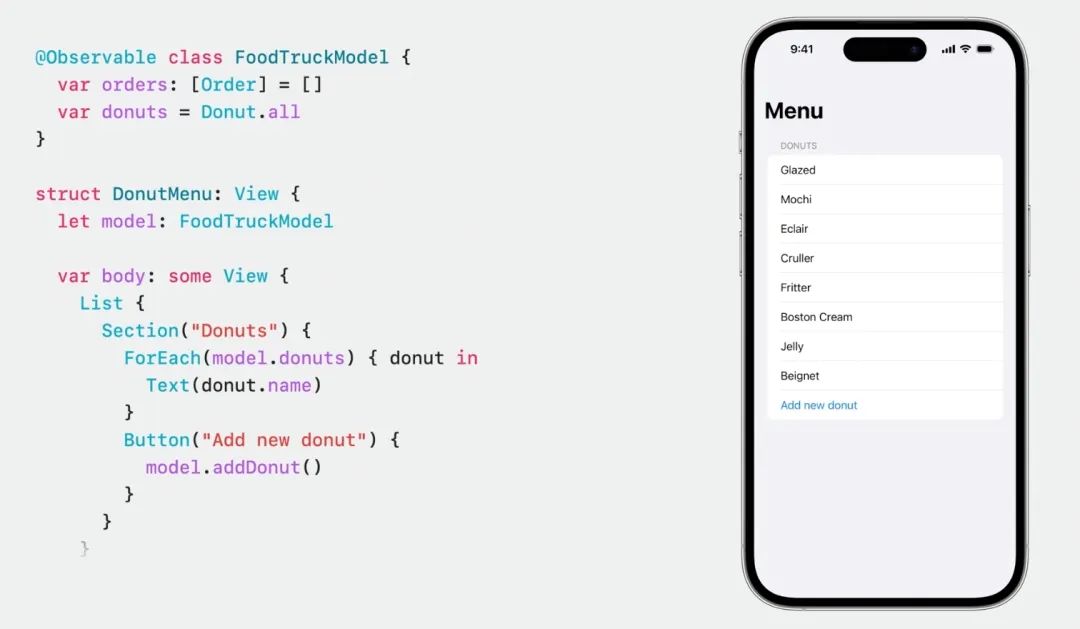 @Observable class FoodTruckModel {
  var orders: [Order] = []
  var donuts = Donut.all
}

struct DonutMenu: View {
  let model: FoodTruckModel

  var body: some View {
    List {
      Section("Donuts") {
        ForEach(model.donuts) { donut in
          Text(donut.name)
        }
        Button("Add new donut") {
          model.addDonut()
        }
      }
    }
9:41
Menu
DONUTS
Glazed
Mochi
Eclair
Cruller
Fritter
Boston Cream
Jelly
Beignet
Add new donut